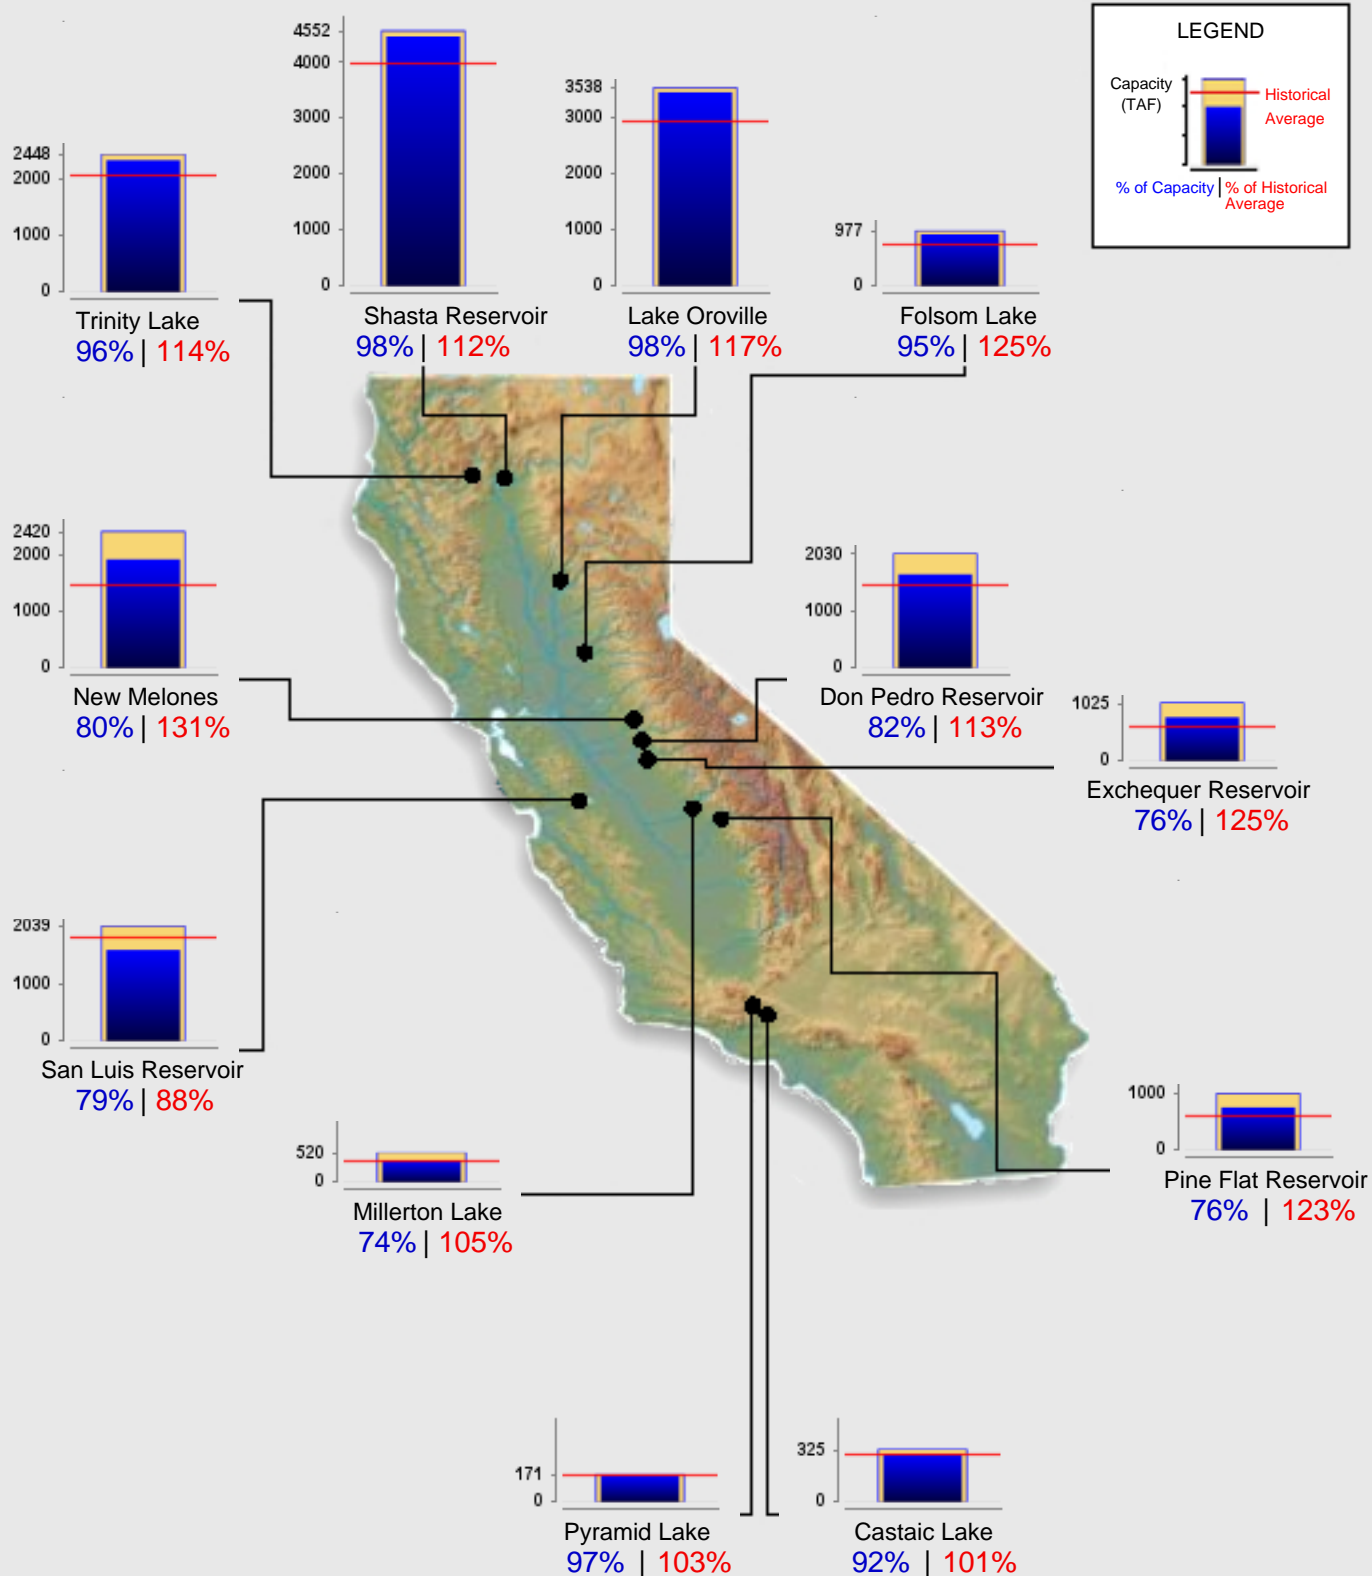 LEGEND
Capacity
(TAF)
Historical
Average
% of Capacity | % of Historical
Average
4552
4000
3000
2000
1000
0
Shasta Reservoir
98% | 112%
3538
3000
2000
1000
0
Lake Oroville
98% | 117%
2448
2000
1000
0
Trinity Lake
96% | 114%
977
0
Folsom Lake
95% | 125%
2420
2000
1000
0
New Melones
80% | 131%
2030
1000
0
Don Pedro Reservoir
82% | 113%
1025
0
Exchequer Reservoir
76% | 125%
2039
1000
0
San Luis Reservoir
79% | 88%
520
0
Millerton Lake
74% | 105%
1000
0
Pine Flat Reservoir
76% | 123%
171
0
Pyramid Lake
97% | 103%
325
0
Castaic Lake
92% | 101%